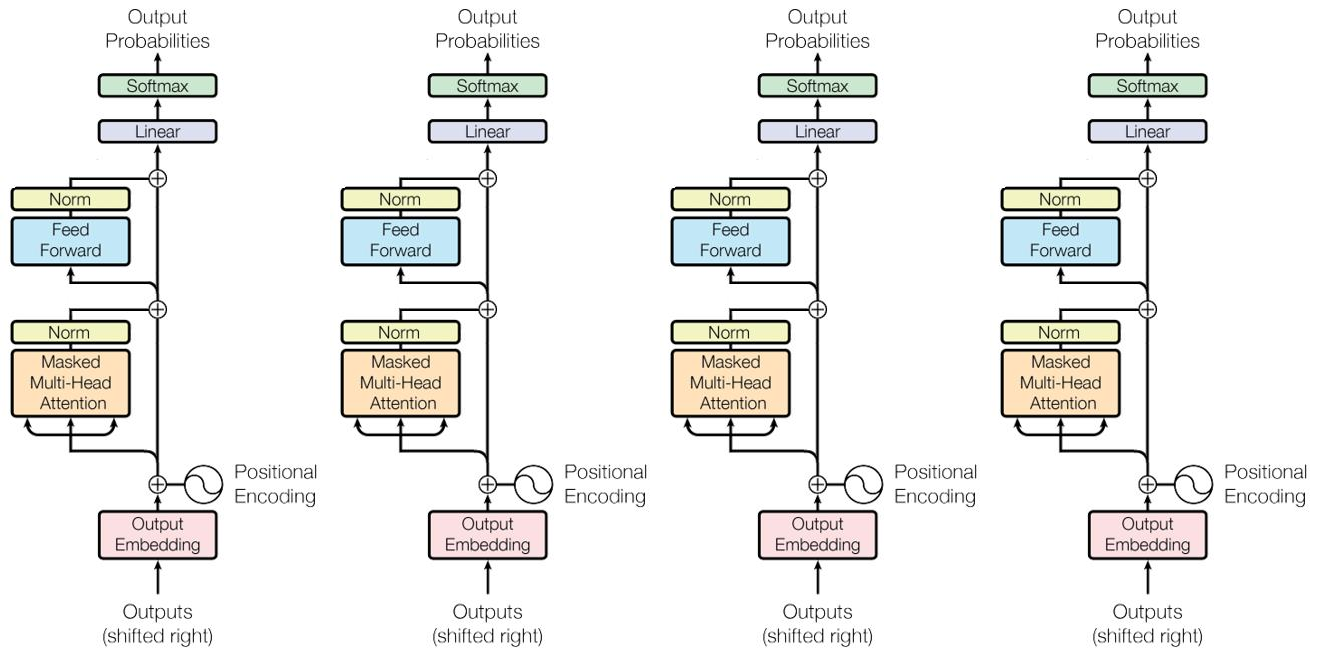 Output
Probabilities
Softmax
Linear
Norm
Feed
Forward
Norm
Masked
Multi-Head
Attention
Positional
Encoding
Output
Embedding
Outputs
(shifted right)
Output
Probabilities
Softmax
Linear
Norm
Feed
Forward
Norm
Masked
Multi-Head
Attention
Positional
Encoding
Output
Embedding
Outputs
(shifted right)
Output
Probabilities
Softmax
Linear
Norm
Feed
Forward
Norm
Masked
Multi-Head
Attention
Positional
Encoding
Output
Embedding
Outputs
(shifted right)
Output
Probabilities
Softmax
Linear
Norm
Feed
Forward
Norm
Masked
Multi-Head
Attention
Positional
Encoding
Output
Embedding
Outputs
(shifted right)